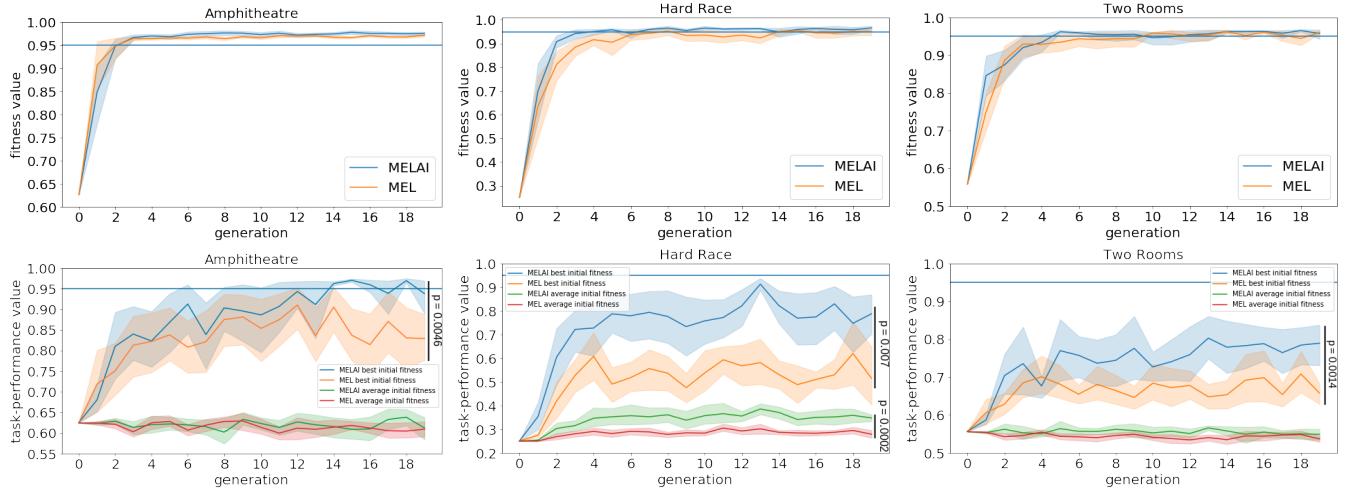 Amphitheatre
fitness value
1.00
0.95
0.90
0.85
0.80
0.75
0.70
0.65
0.60
0 2 4 6 8 10 12 14 16 18
generation
MELAI
MEL
Hard Race
fitness value
1.0
0.9
0.8
0.7
0.6
0.5
0.4
0.3
0 2 4 6 8 10 12 14 16 18
generation
MELAI
MEL
Two Rooms
fitness value
1.0
0.9
0.8
0.7
0.6
0.5
0 2 4 6 8 10 12 14 16 18
generation
MELAI
MEL
Amphitheatre
task-performance value
1.00
0.95
0.90
0.85
0.80
0.75
0.70
0.65
0.60
0.55
0 2 4 6 8 10 12 14 16 18
generation
MELAI best initial fitness
MEL best initial fitness
MELAI average initial fitness
MEL average initial fitness
p = 0.0046
Hard Race
task-performance value
1.0
0.9
0.8
0.7
0.6
0.5
0.4
0.3
0.2
0 2 4 6 8 10 12 14 16 18
generation
MELAI best initial fitness
MEL best initial fitness
MELAI average initial fitness
MEL average initial fitness
p = 0.007
p = 0.0002
Two Rooms
task-performance value
1.0
0.9
0.8
0.7
0.6
0.5
0 2 4 6 8 10 12 14 16 18
generation
MELAI best initial fitness
MEL best initial fitness
MELAI average initial fitness
MEL average initial fitness
p = 0.0014